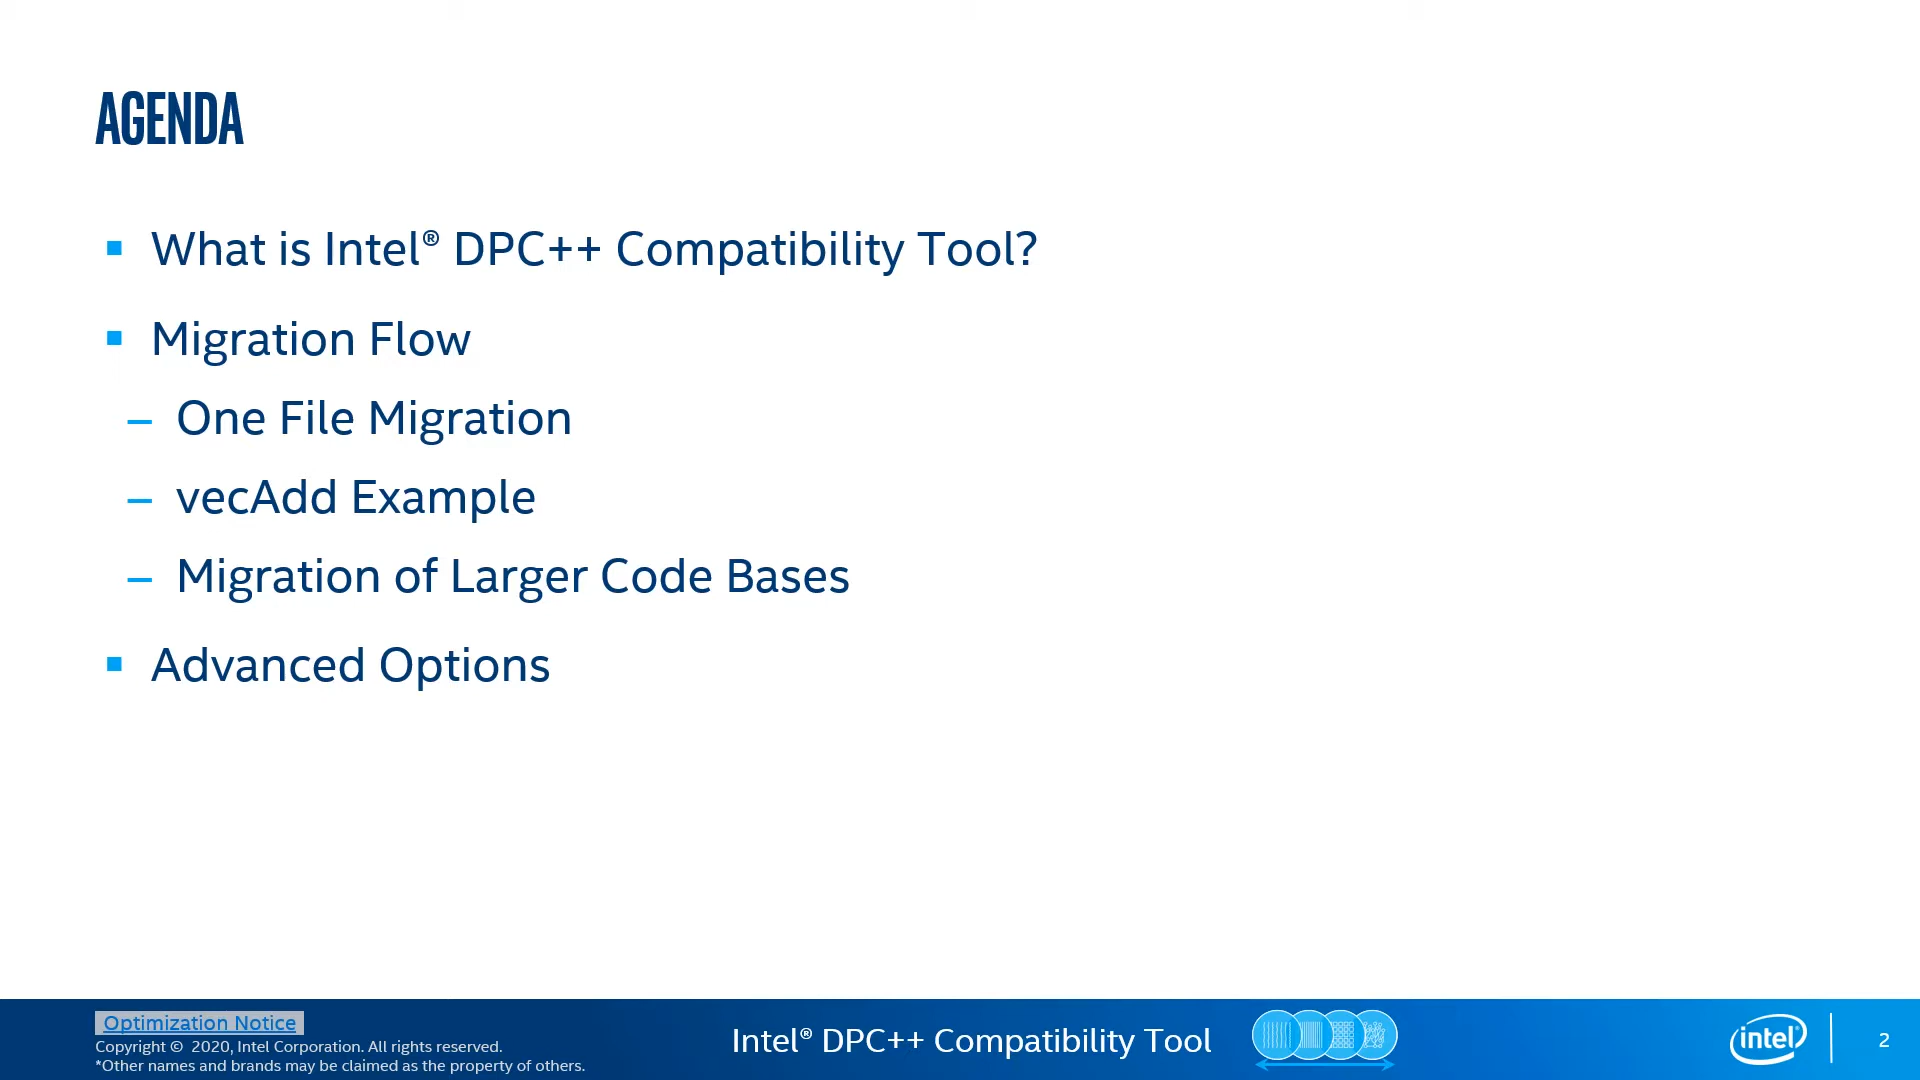 AGENDA
▪ What is Intel® DPC++ Compatibility Tool?
▪ Migration Flow
– One File Migration
– vecAdd Example
– Migration of Larger Code Bases
▪ Advanced Options
Optimization Notice
Copyright © 2020, Intel Corporation. All rights reserved.
*Other names and brands may be claimed as the property of others.
Intel® DPC++ Compatibility Tool
intel®
2